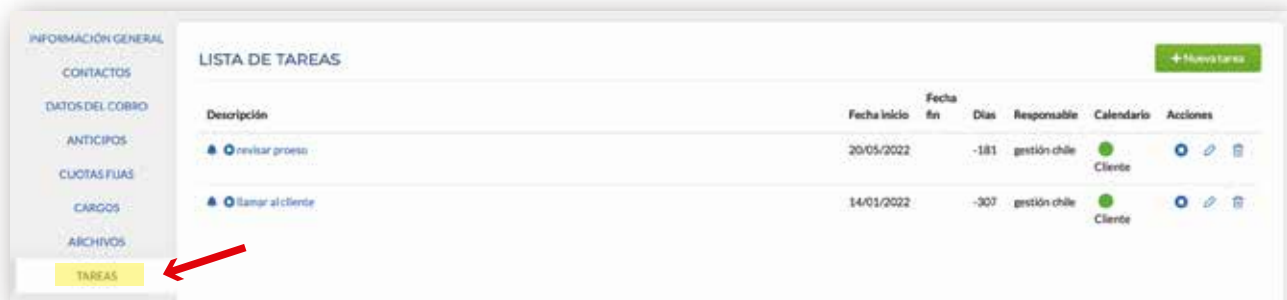 INFORMACIÓN GENERAL
CONTACTOS
DATOS DEL COBRO
ANTICIPOS
CUOTAS FIJAS
CARGOS
ARCHIVOS
TAREAS
LISTA DE TAREAS
+ Nueva tarea
Descripción Fecha inicio Fecha fin Dias Responsable Calendario Acciones
revisar proeso 20/05/2022 -181 gestión chile Cliente
llamar al cliente 14/01/2022 -307 gestión chile Cliente